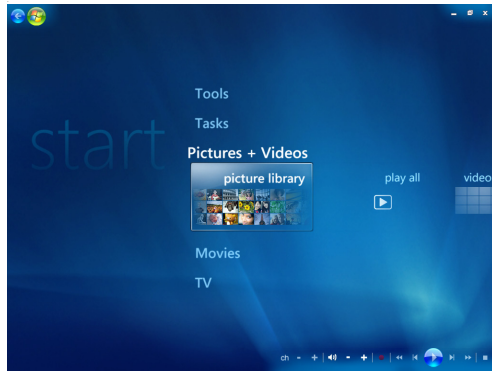 start
Tools
Tasks
Pictures + Videos
picture library
play all
video
Movies
TV
ch